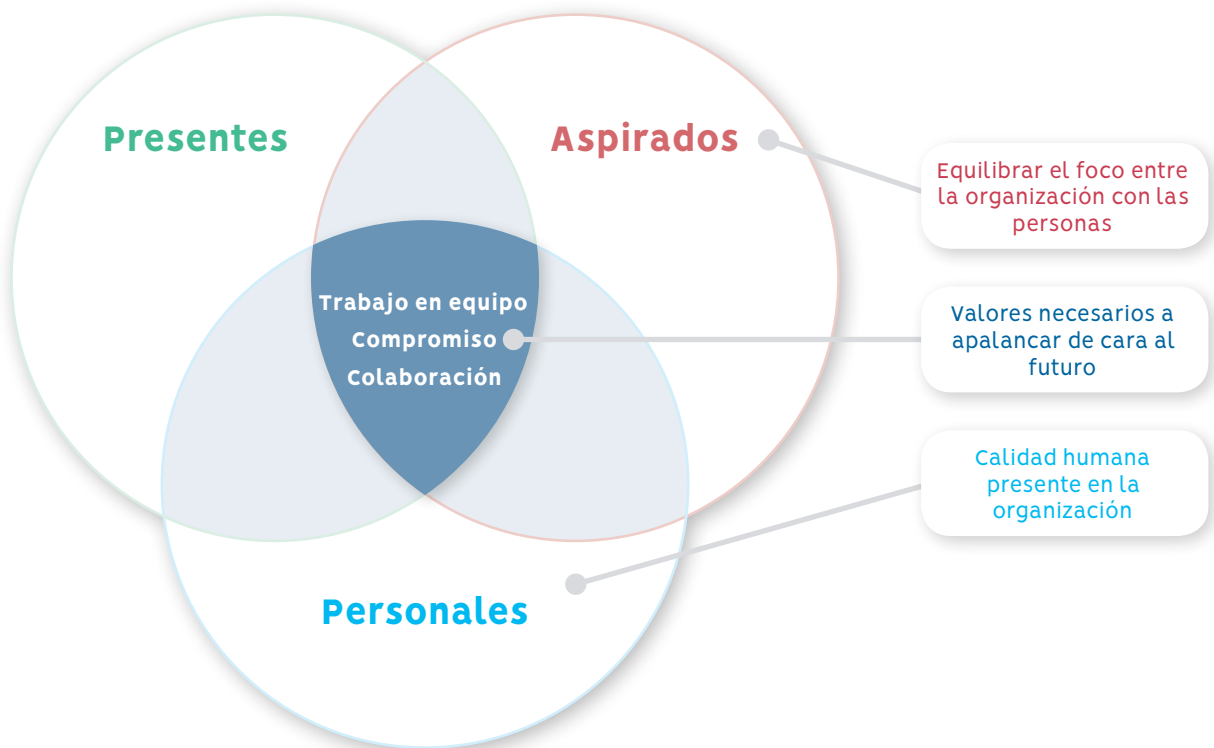 Presentes
Aspirados
Equilibrar el foco entre
la organización con las
personas
Trabajo en equipo
Compromiso
Colaboración
Valores necesarios a
apalancar de cara al
futuro
Calidad humana
presente en la
organización
Personales